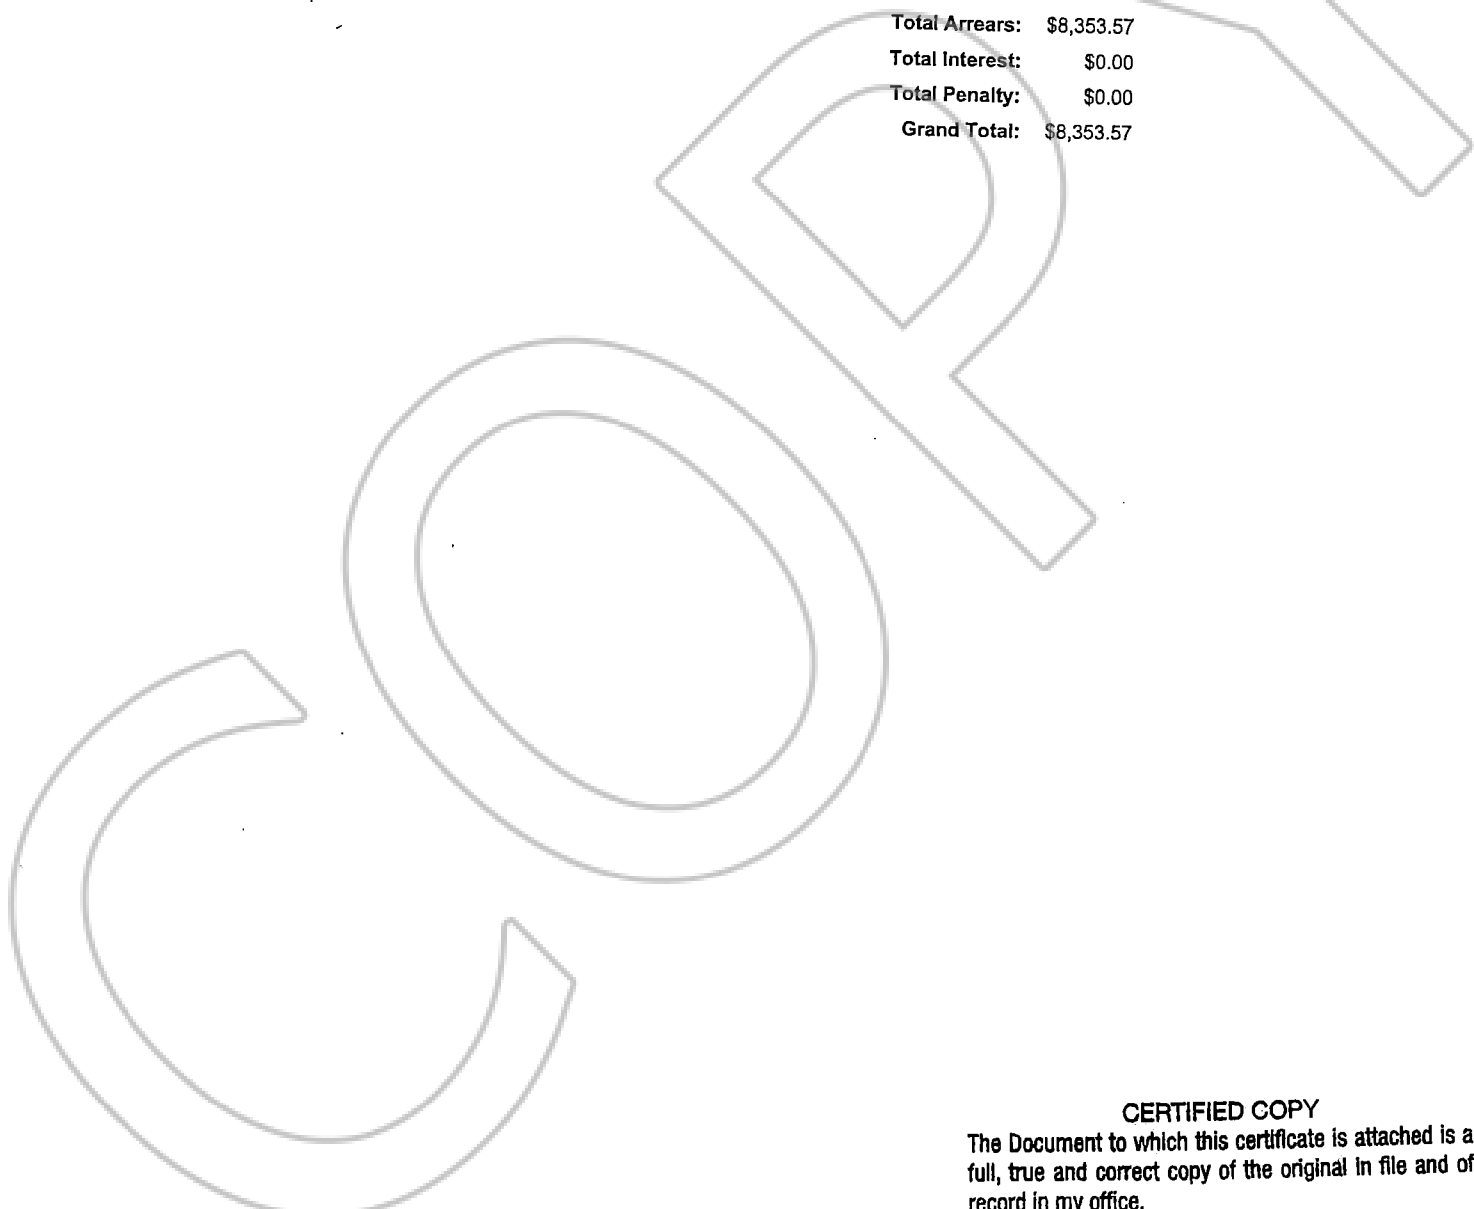 Total Arrears: $8,353.57
Total Interest: $0.00
Total Penalty: $0.00
Grand Total: $8,353.57
COPY
CERTIFIED COPY
The Document to which this certificate is attached is a
full, true and correct copy of the original in file and of
record in my office.